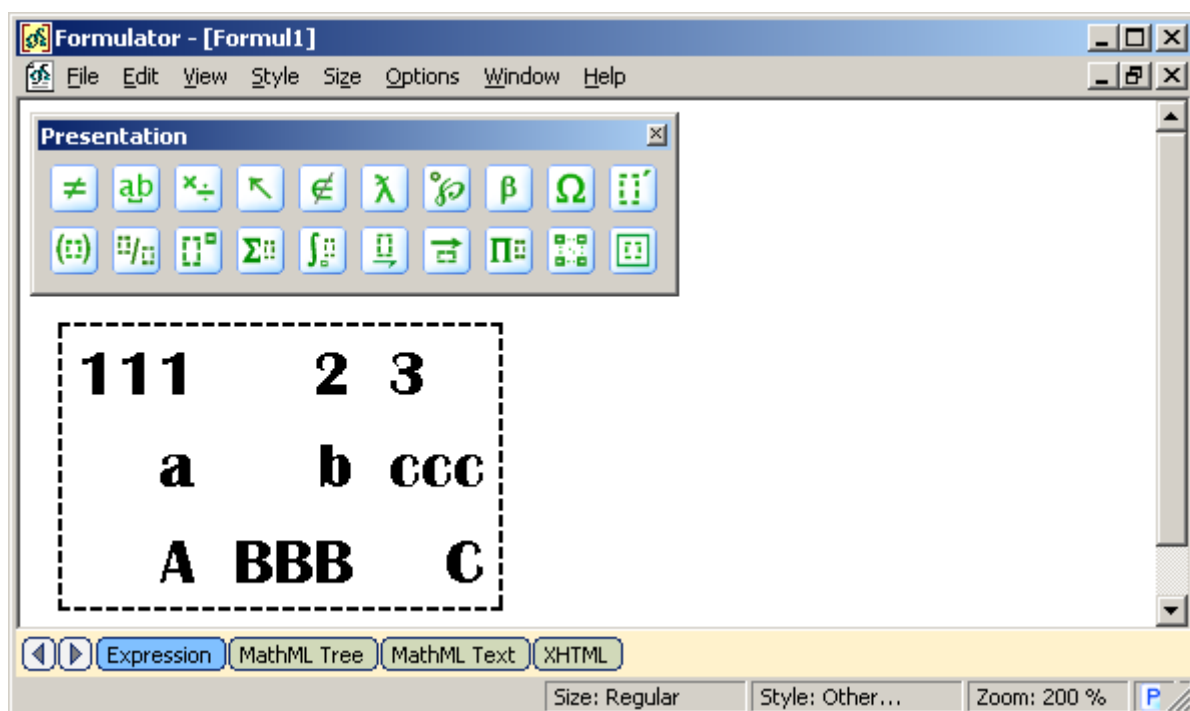 Formulator - [Formul1]
File Edit View Style Size Options Window Help
Presentation
≠ ab ×÷ ↖ ∉ ƛ °℘ β Ω
Σ ∫ Π
111 2 3
a b ccc
A BBB C
Expression MathML Tree MathML Text XHTML
Size: Regular Style: Other... Zoom: 200 % P